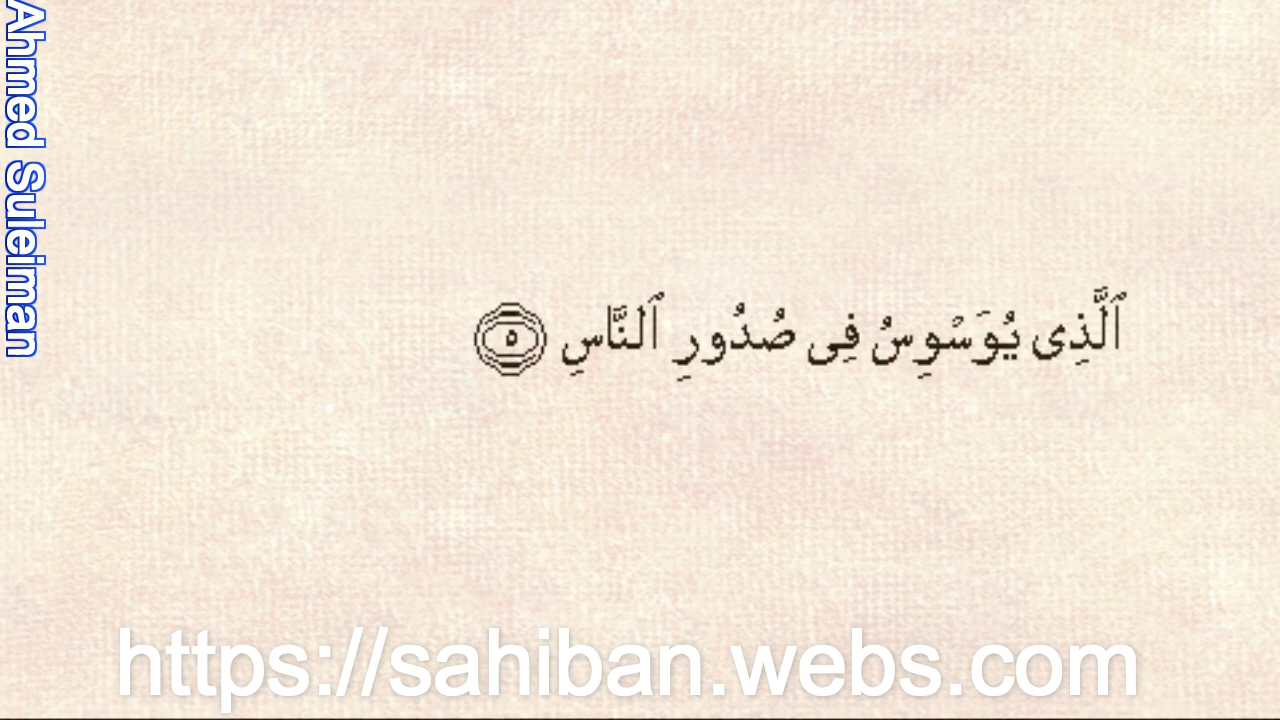 ٱلَّذِى يُوَسْوِسُ فِى صُدُورِ ٱلنَّاسِ ٥
Ahmed Suleiman
https://sahiban.webs.com